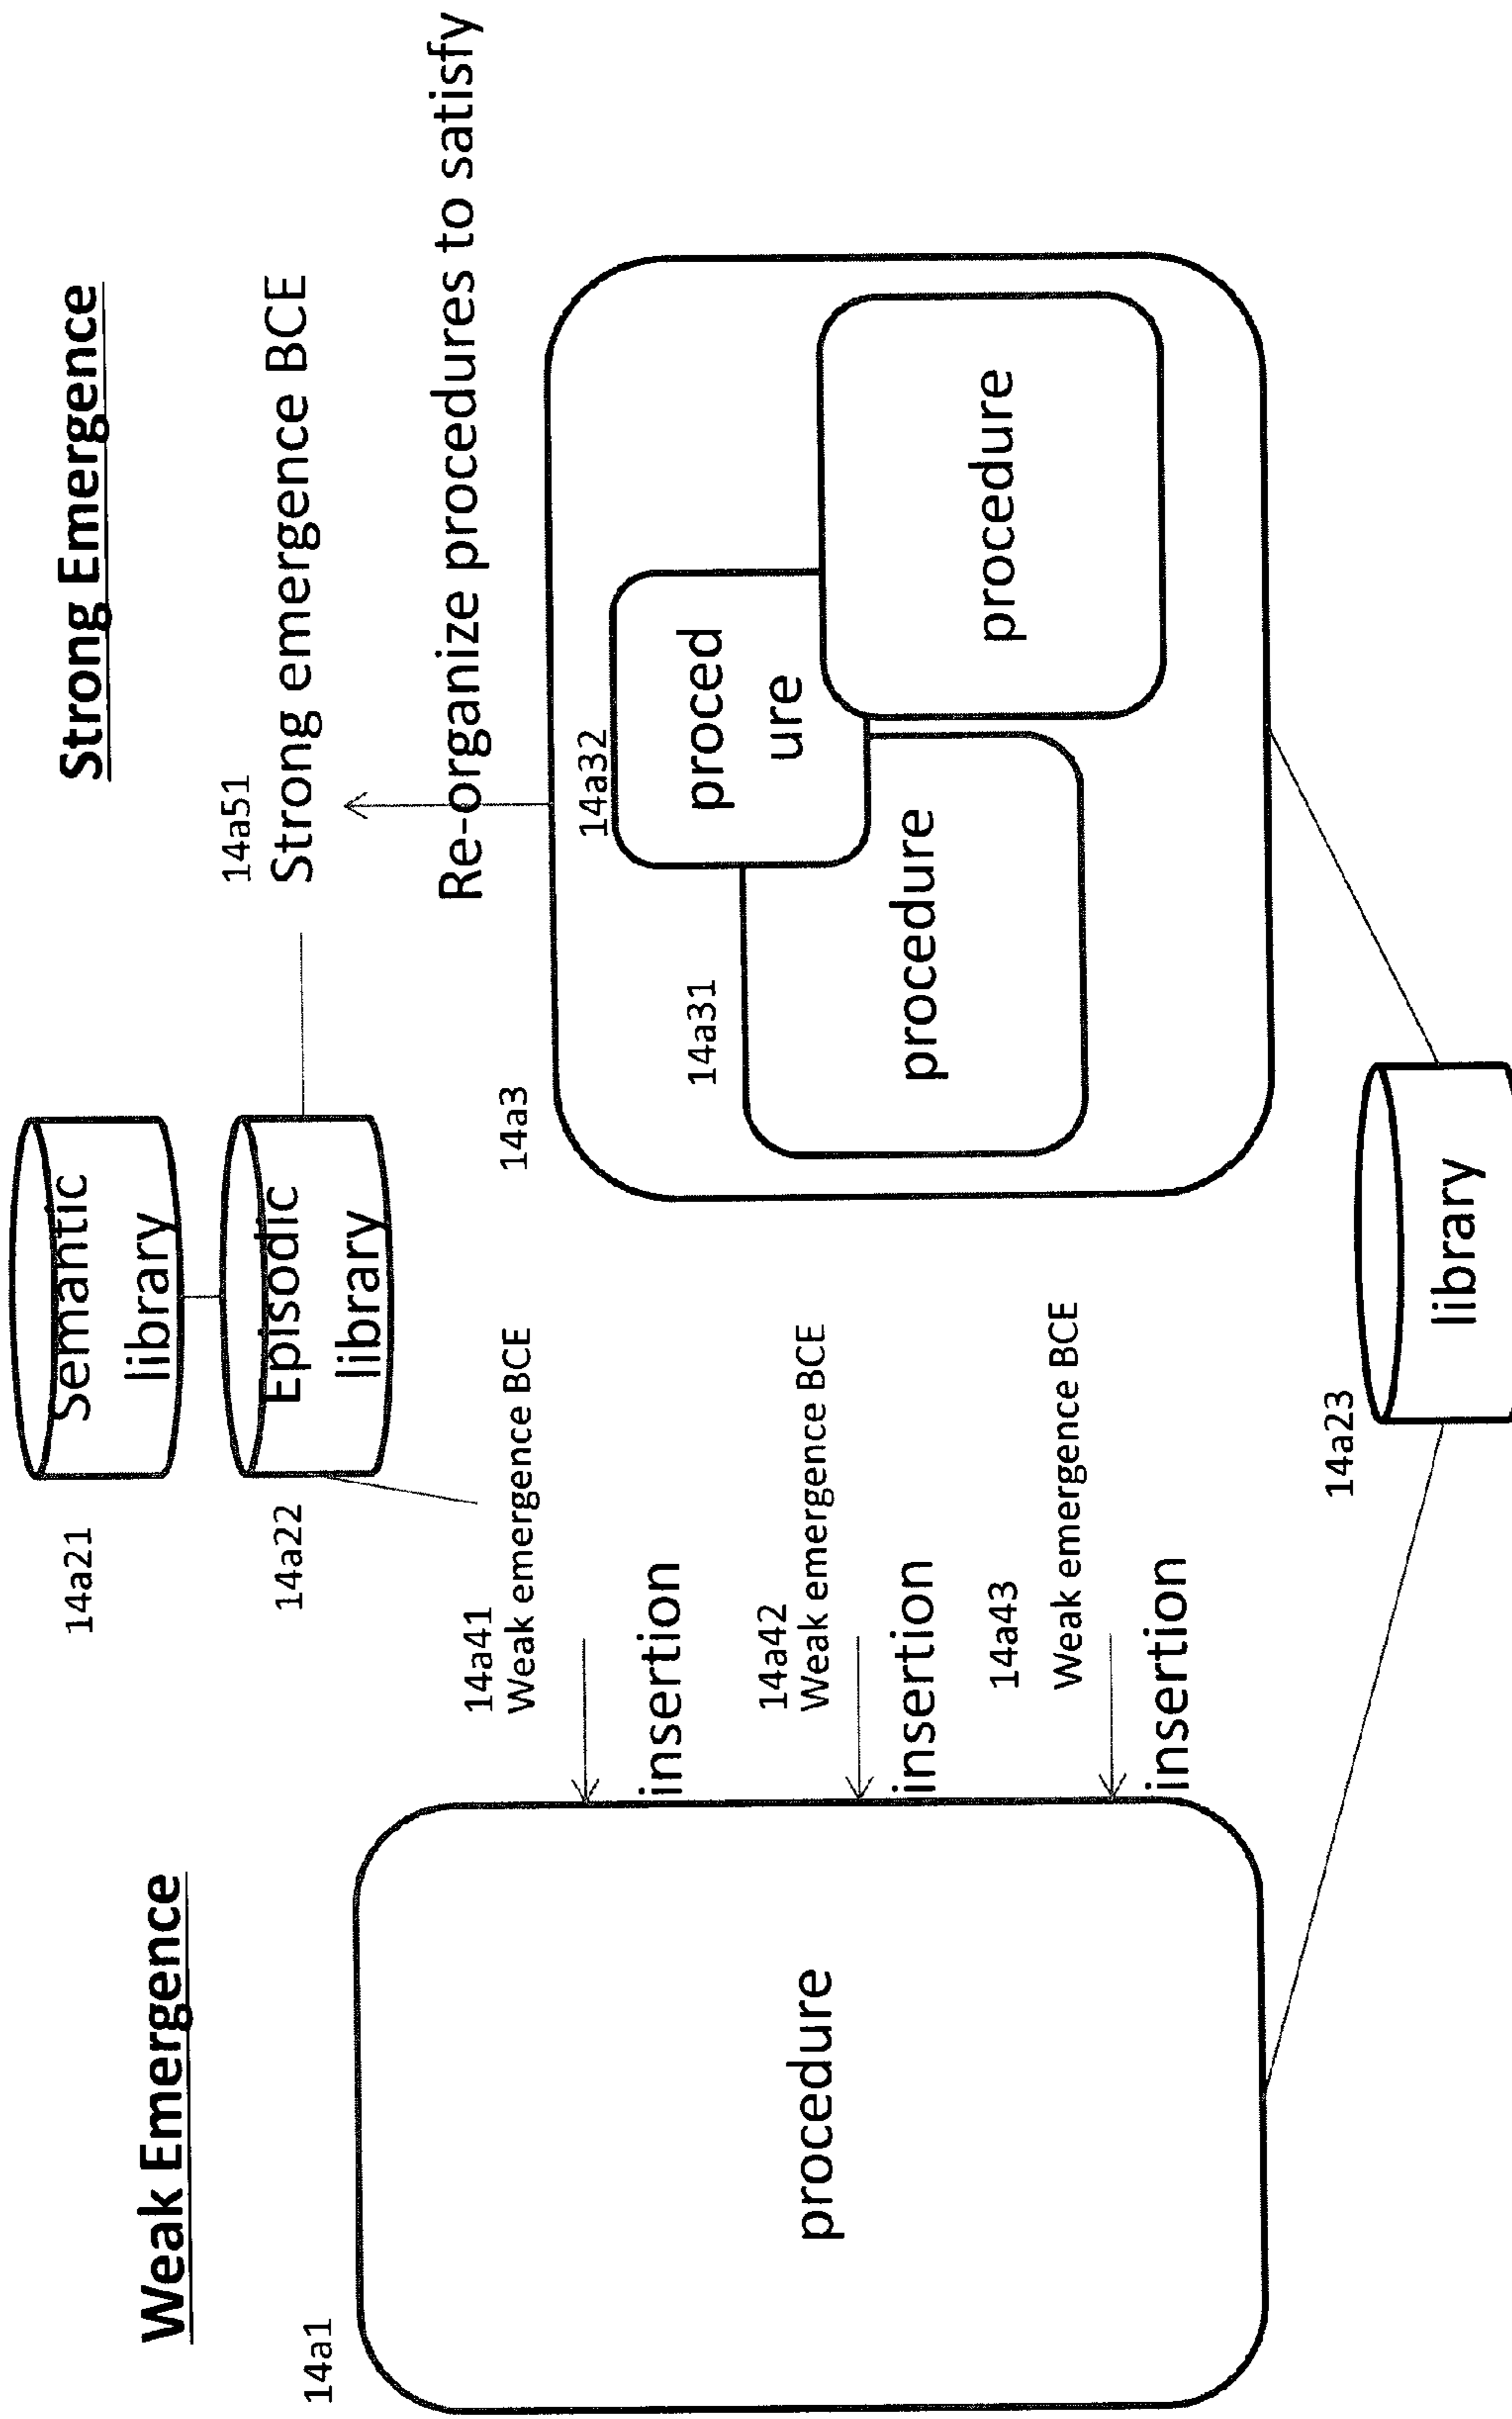 Weak Emergence
Strong Emergence
14a1
procedure
14a21
Semantic
library
14a22
Episodic
library
14a41
Weak emergence BCE
insertion
14a42
Weak emergence BCE
insertion
14a43
Weak emergence BCE
insertion
14a23
library
14a51
Strong emergence BCE
Re-organize procedures to satisfy
14a3
14a31
procedure
14a32
proced
ure
procedure